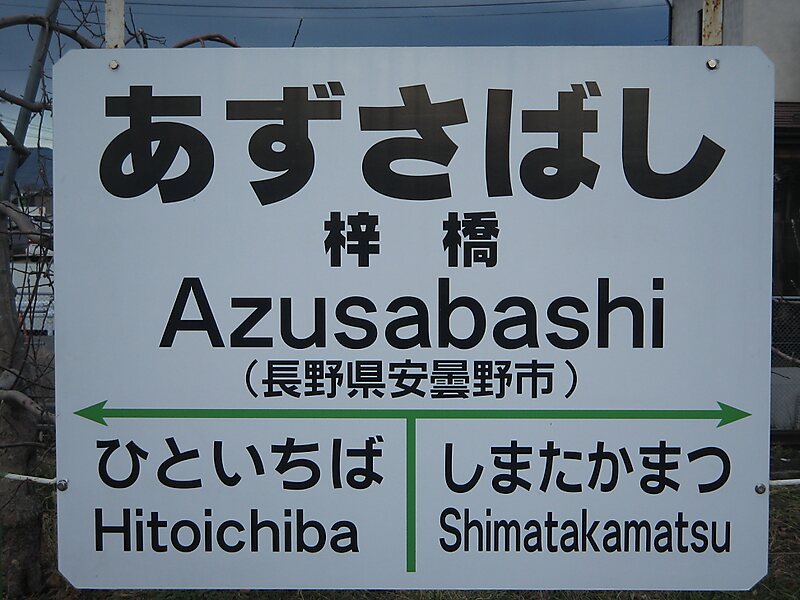 あずさばし
梓 橋
Azusabashi
(長野県安曇野市)
ひといちば
Hitoichiba
しまたかまつ
Shimatakamatsu